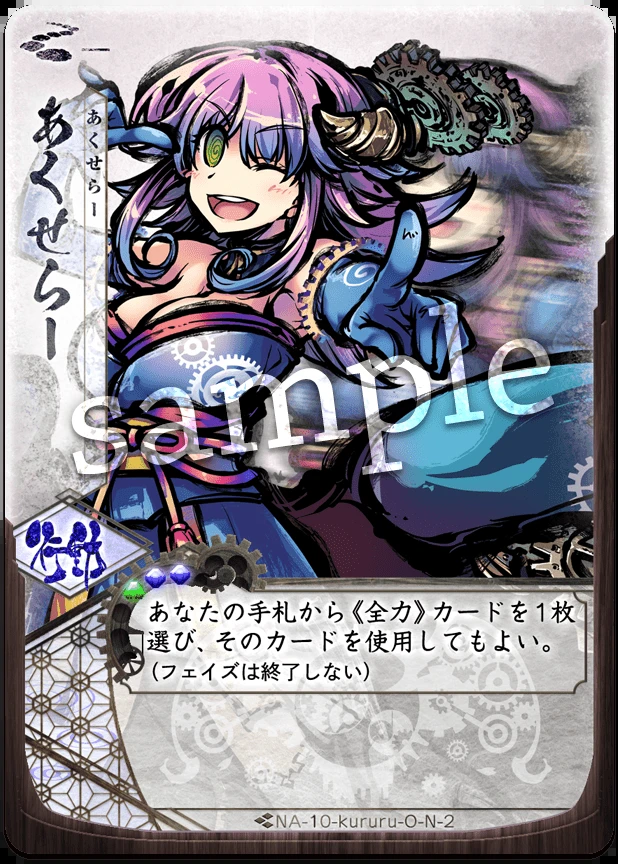 あくせらー
あくせらー
sample
行動
あなたの手札から《全力》カードを1枚
選び、そのカードを使用してもよい。
(フェイズは終了しない)
NA-10-kururu-O-N-2